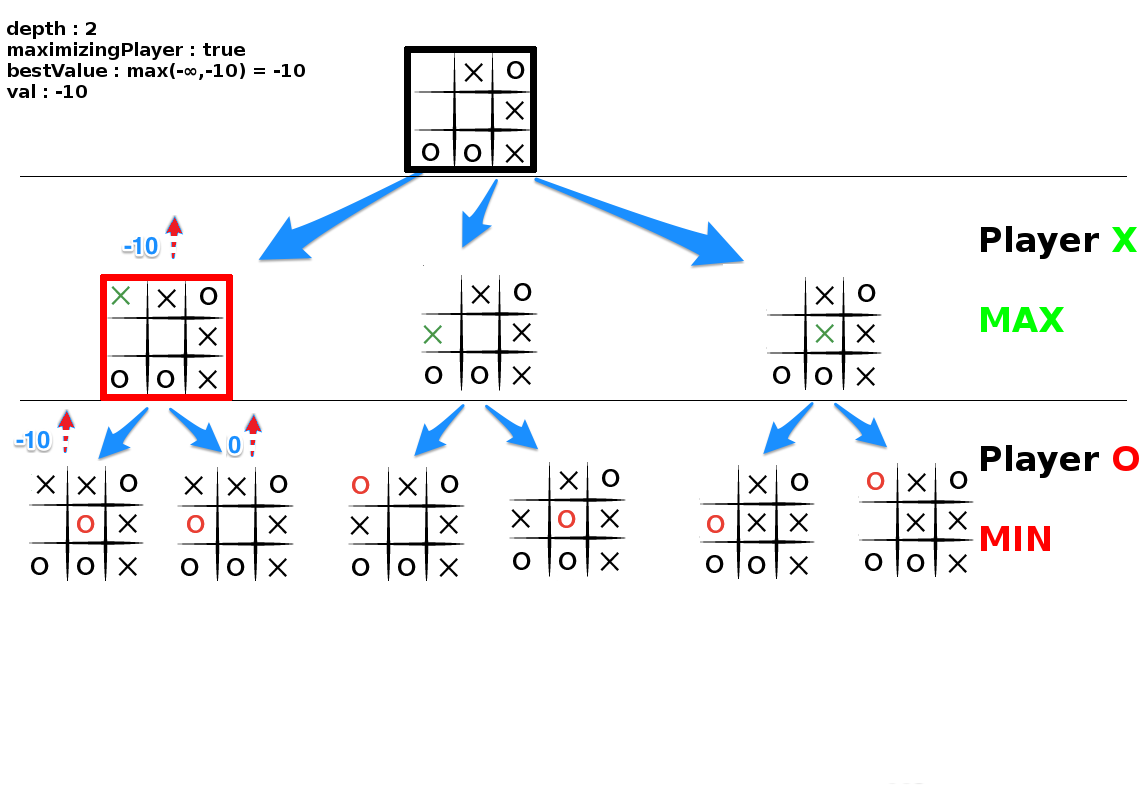 depth : 2
maximizingPlayer : true
bestValue : max(-∞,-10) = -10
val : -10
X O
X
O O X
-10
Player X
MAX
X X O
X
O O X
X O
X X
O O X
X O
X X
O O X
-10
0
Player O
MIN
X X O
O X
O O X
X X O
O X
O O X
O X O
X X
O O X
X O
X O X
O O X
X O
O X X
O O X
O X O
X X
O O X